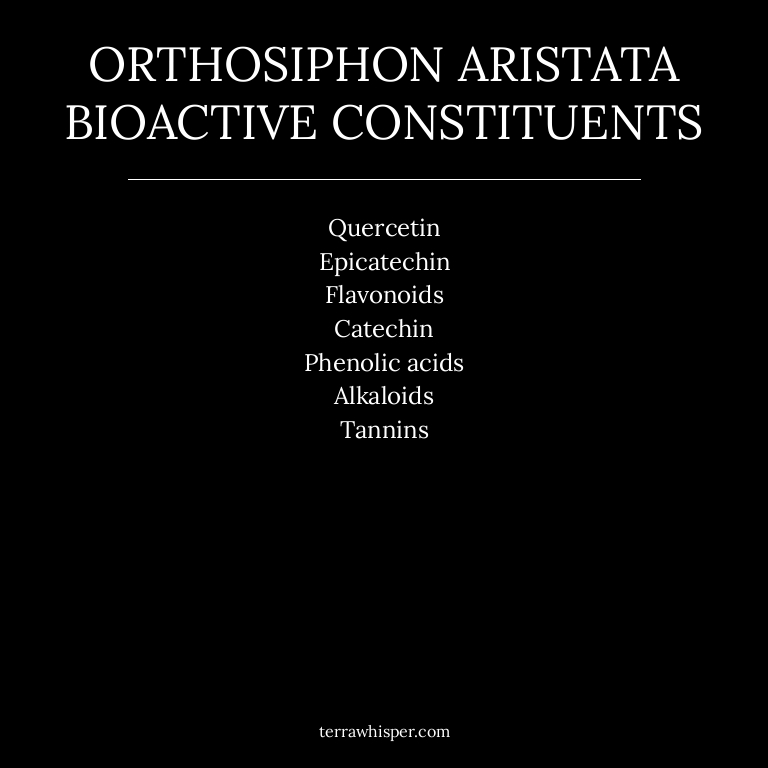 ORTHOSIPHON ARISTATA
BIOACTIVE CONSTITUENTS
Quercetin
Epicatechin
Flavonoids
Catechin
Phenolic acids
Alkaloids
Tannins
terrawhisper.com